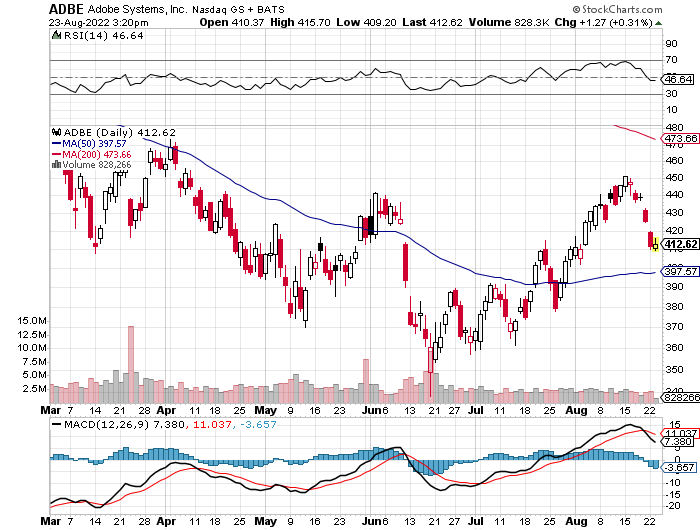 ADBE Adobe Systems, Inc. Nasdaq GS + BATS © StockCharts.com
23-Aug-2022 3:20pm Open 410.37 High 415.70 Low 409.20 Last 412.62 Volume 828.3K Chg +1.27 (+0.31%)
RSI(14) 46.64
90
70
50
46.64
30
10
ADBE (Daily) 412.62
MA(50) 397.57
MA(200) 473.66
Volume 828,266
480
473.66
460
450
440
430
420
412.62
397.57
390
380
370
360
350
340
828266
15.0M
12.5M
10.0M
7.5M
5.0M
2.5M
Mar 7 14 21 28 Apr 11 18 25 May 9 16 23 Jun 6 13 21 27 Jul 11 18 25 Aug 8 15 22
MACD(12,26,9) 7.380, 11.037, -3.657
15
11.037
7.380
0
-3.657
-10
-15
-20
Mar 7 14 21 28 Apr 11 18 25 May 9 16 23 Jun 6 13 21 27 Jul 11 18 25 Aug 8 15 22